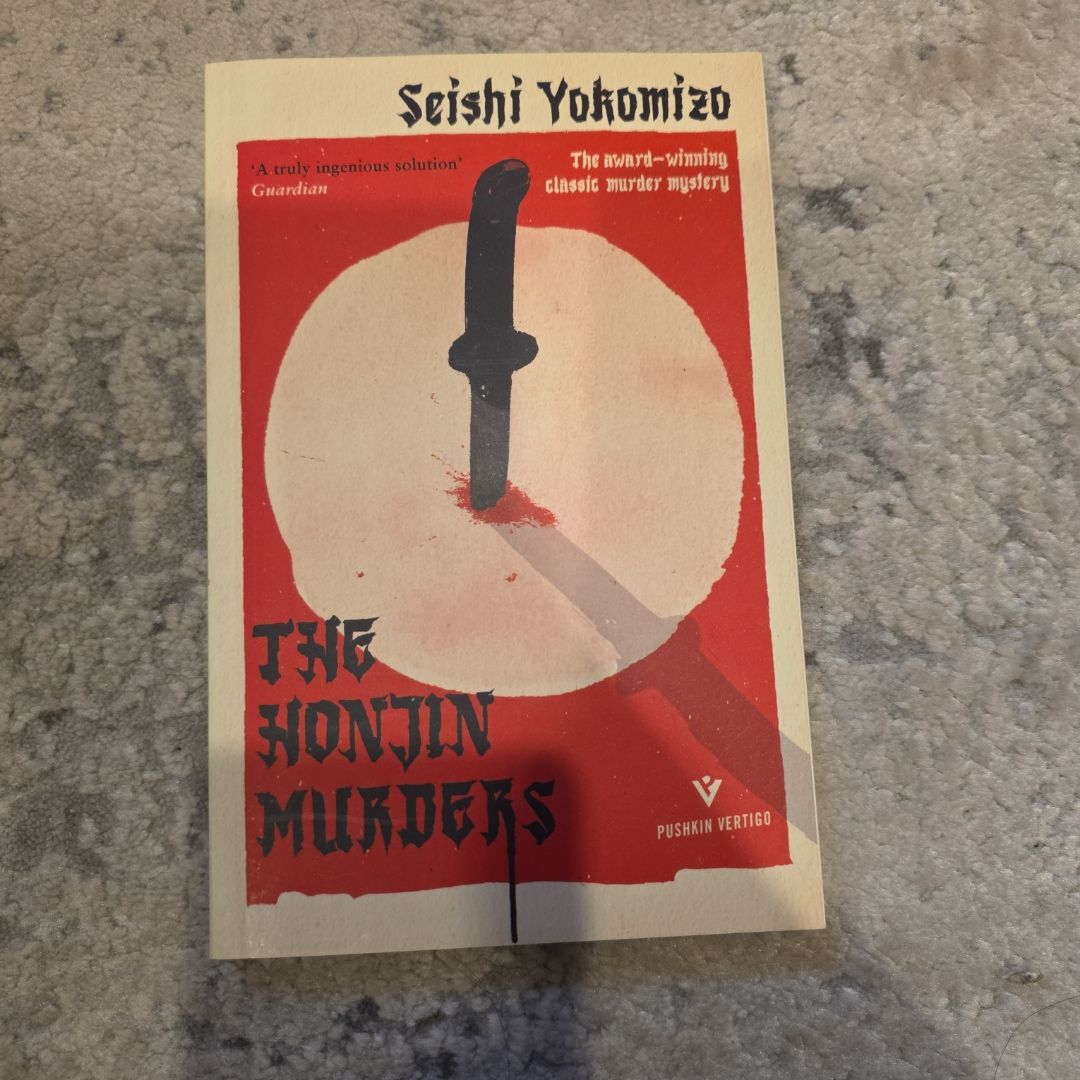 Seishi Yokomizo
'A truly ingenious solution'
Guardian
The award-winning
classic murder mystery
THE
HONJIN
MURDERS
PUSHKIN VERTIGO